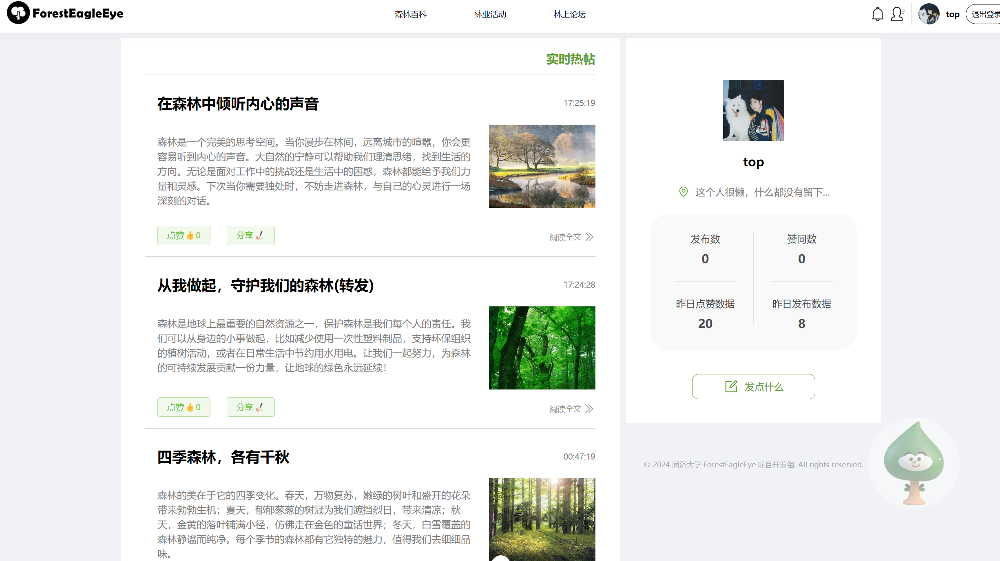 ForestEagleEye
森林百科
林业活动
林上论坛
top
退出登录
实时热帖
在森林中倾听内心的声音
17:25:19
森林是一个完美的思考空间。当你漫步在林间，远离城市的喧嚣，你会更
容易听到内心的声音。大自然的宁静可以帮助我们理清思绪，找到生活的
方向。无论是面对工作中的挑战还是生活中的困惑，森林都能给予我们力
量和灵感。下次当你需要独处时，不妨走进森林，与自己的心灵进行一场
深刻的对话。
点赞👍0
分享
阅读全文
从我做起，守护我们的森林(转发)
17:24:28
森林是地球上最重要的自然资源之一，保护森林是我们每个人的责任。我
们可以从身边的小事做起，比如减少使用一次性塑料制品，支持环保组织
的植树活动，或者在日常生活中节约用水用电。让我们一起努力，为森林
的可持续发展贡献一份力量，让地球的绿色永远延续！
点赞👍0
分享
阅读全文
四季森林，各有千秋
00:47:19
森林的美在于它的四季变化。春天，万物复苏，嫩绿的树叶和盛开的花朵
带来勃勃生机；夏天，郁郁葱葱的树冠为我们遮挡烈日，带来清凉；秋
天，金黄的落叶铺满小径，仿佛走在金色的童话世界；冬天，白雪覆盖的
森林静谧而纯净。每个季节的森林都有它独特的魅力，值得我们去细细品
味。
top
这个人很懒，什么都没有留下...
发布数
0
赞同数
0
昨日点赞数据
20
昨日发布数据
8
发点什么
© 2024 同济大学·ForestEagleEye·项目开发组. All rights reserved.